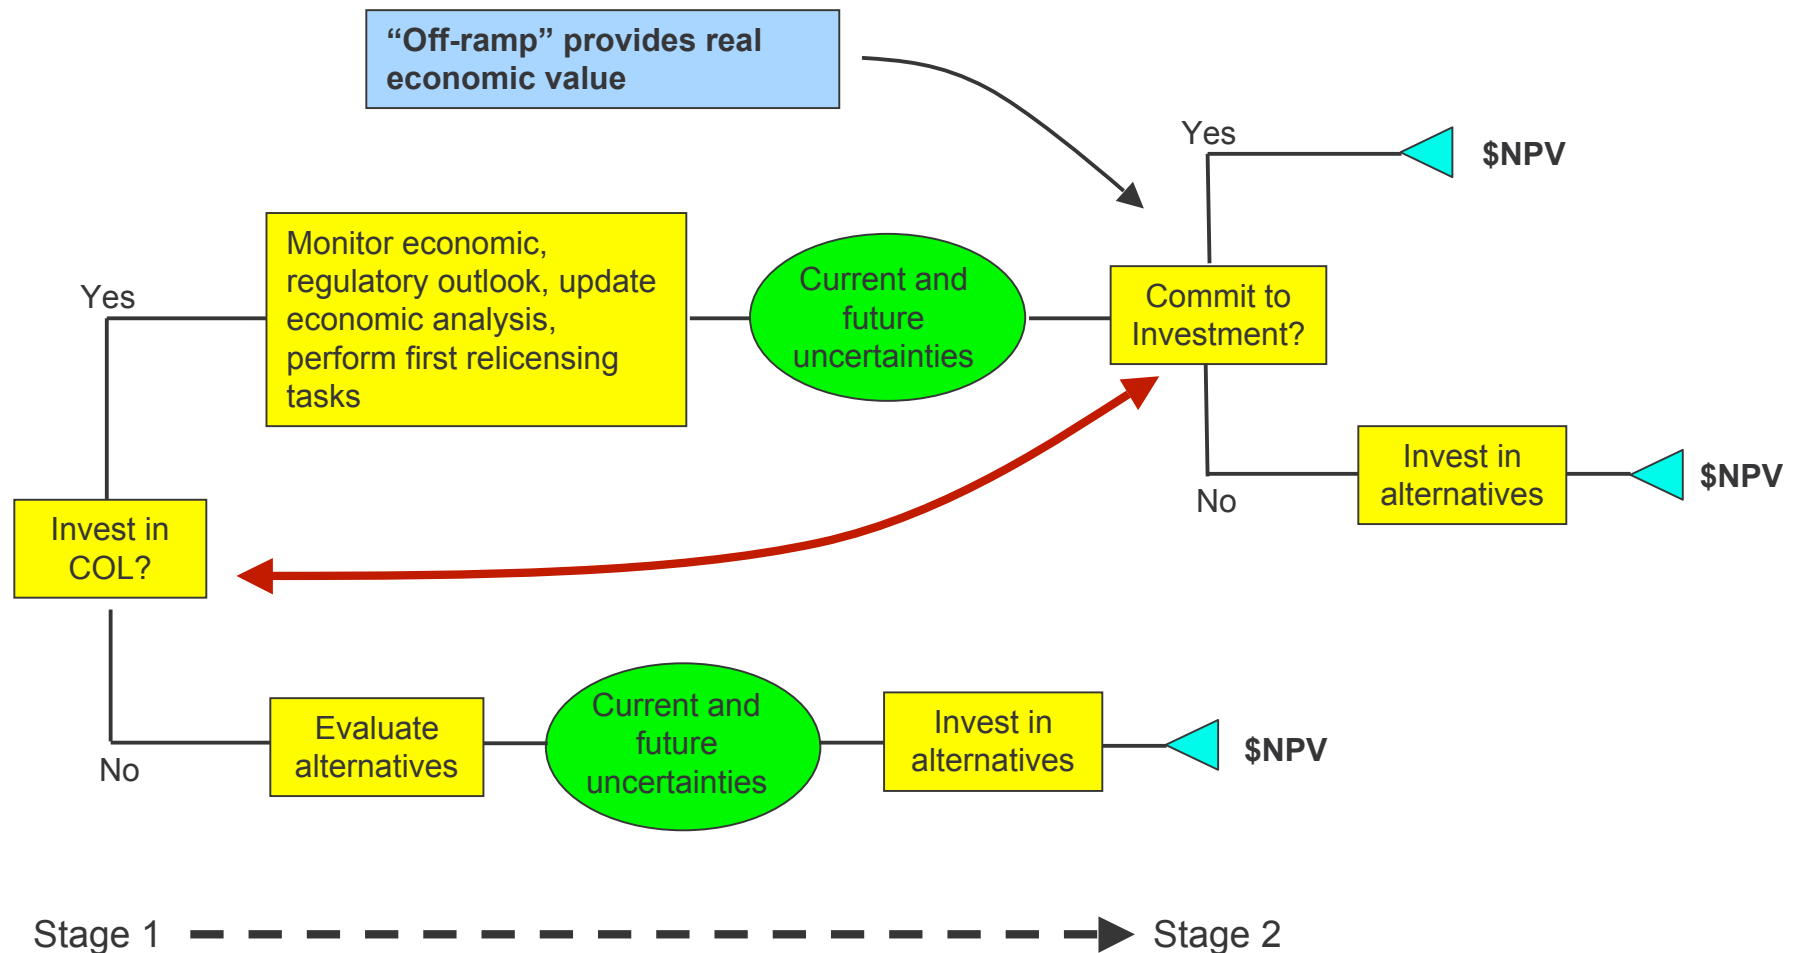 “Off-ramp” provides real
economic value
Yes
$NPV
Monitor economic,
regulatory outlook, update
economic analysis,
perform first relicensing
tasks
Current and
future
uncertainties
Commit to
Investment?
Yes
No
Invest in
alternatives
$NPV
Invest in
COL?
No
Evaluate
alternatives
Current and
future
uncertainties
Invest in
alternatives
$NPV
Stage 1
Stage 2